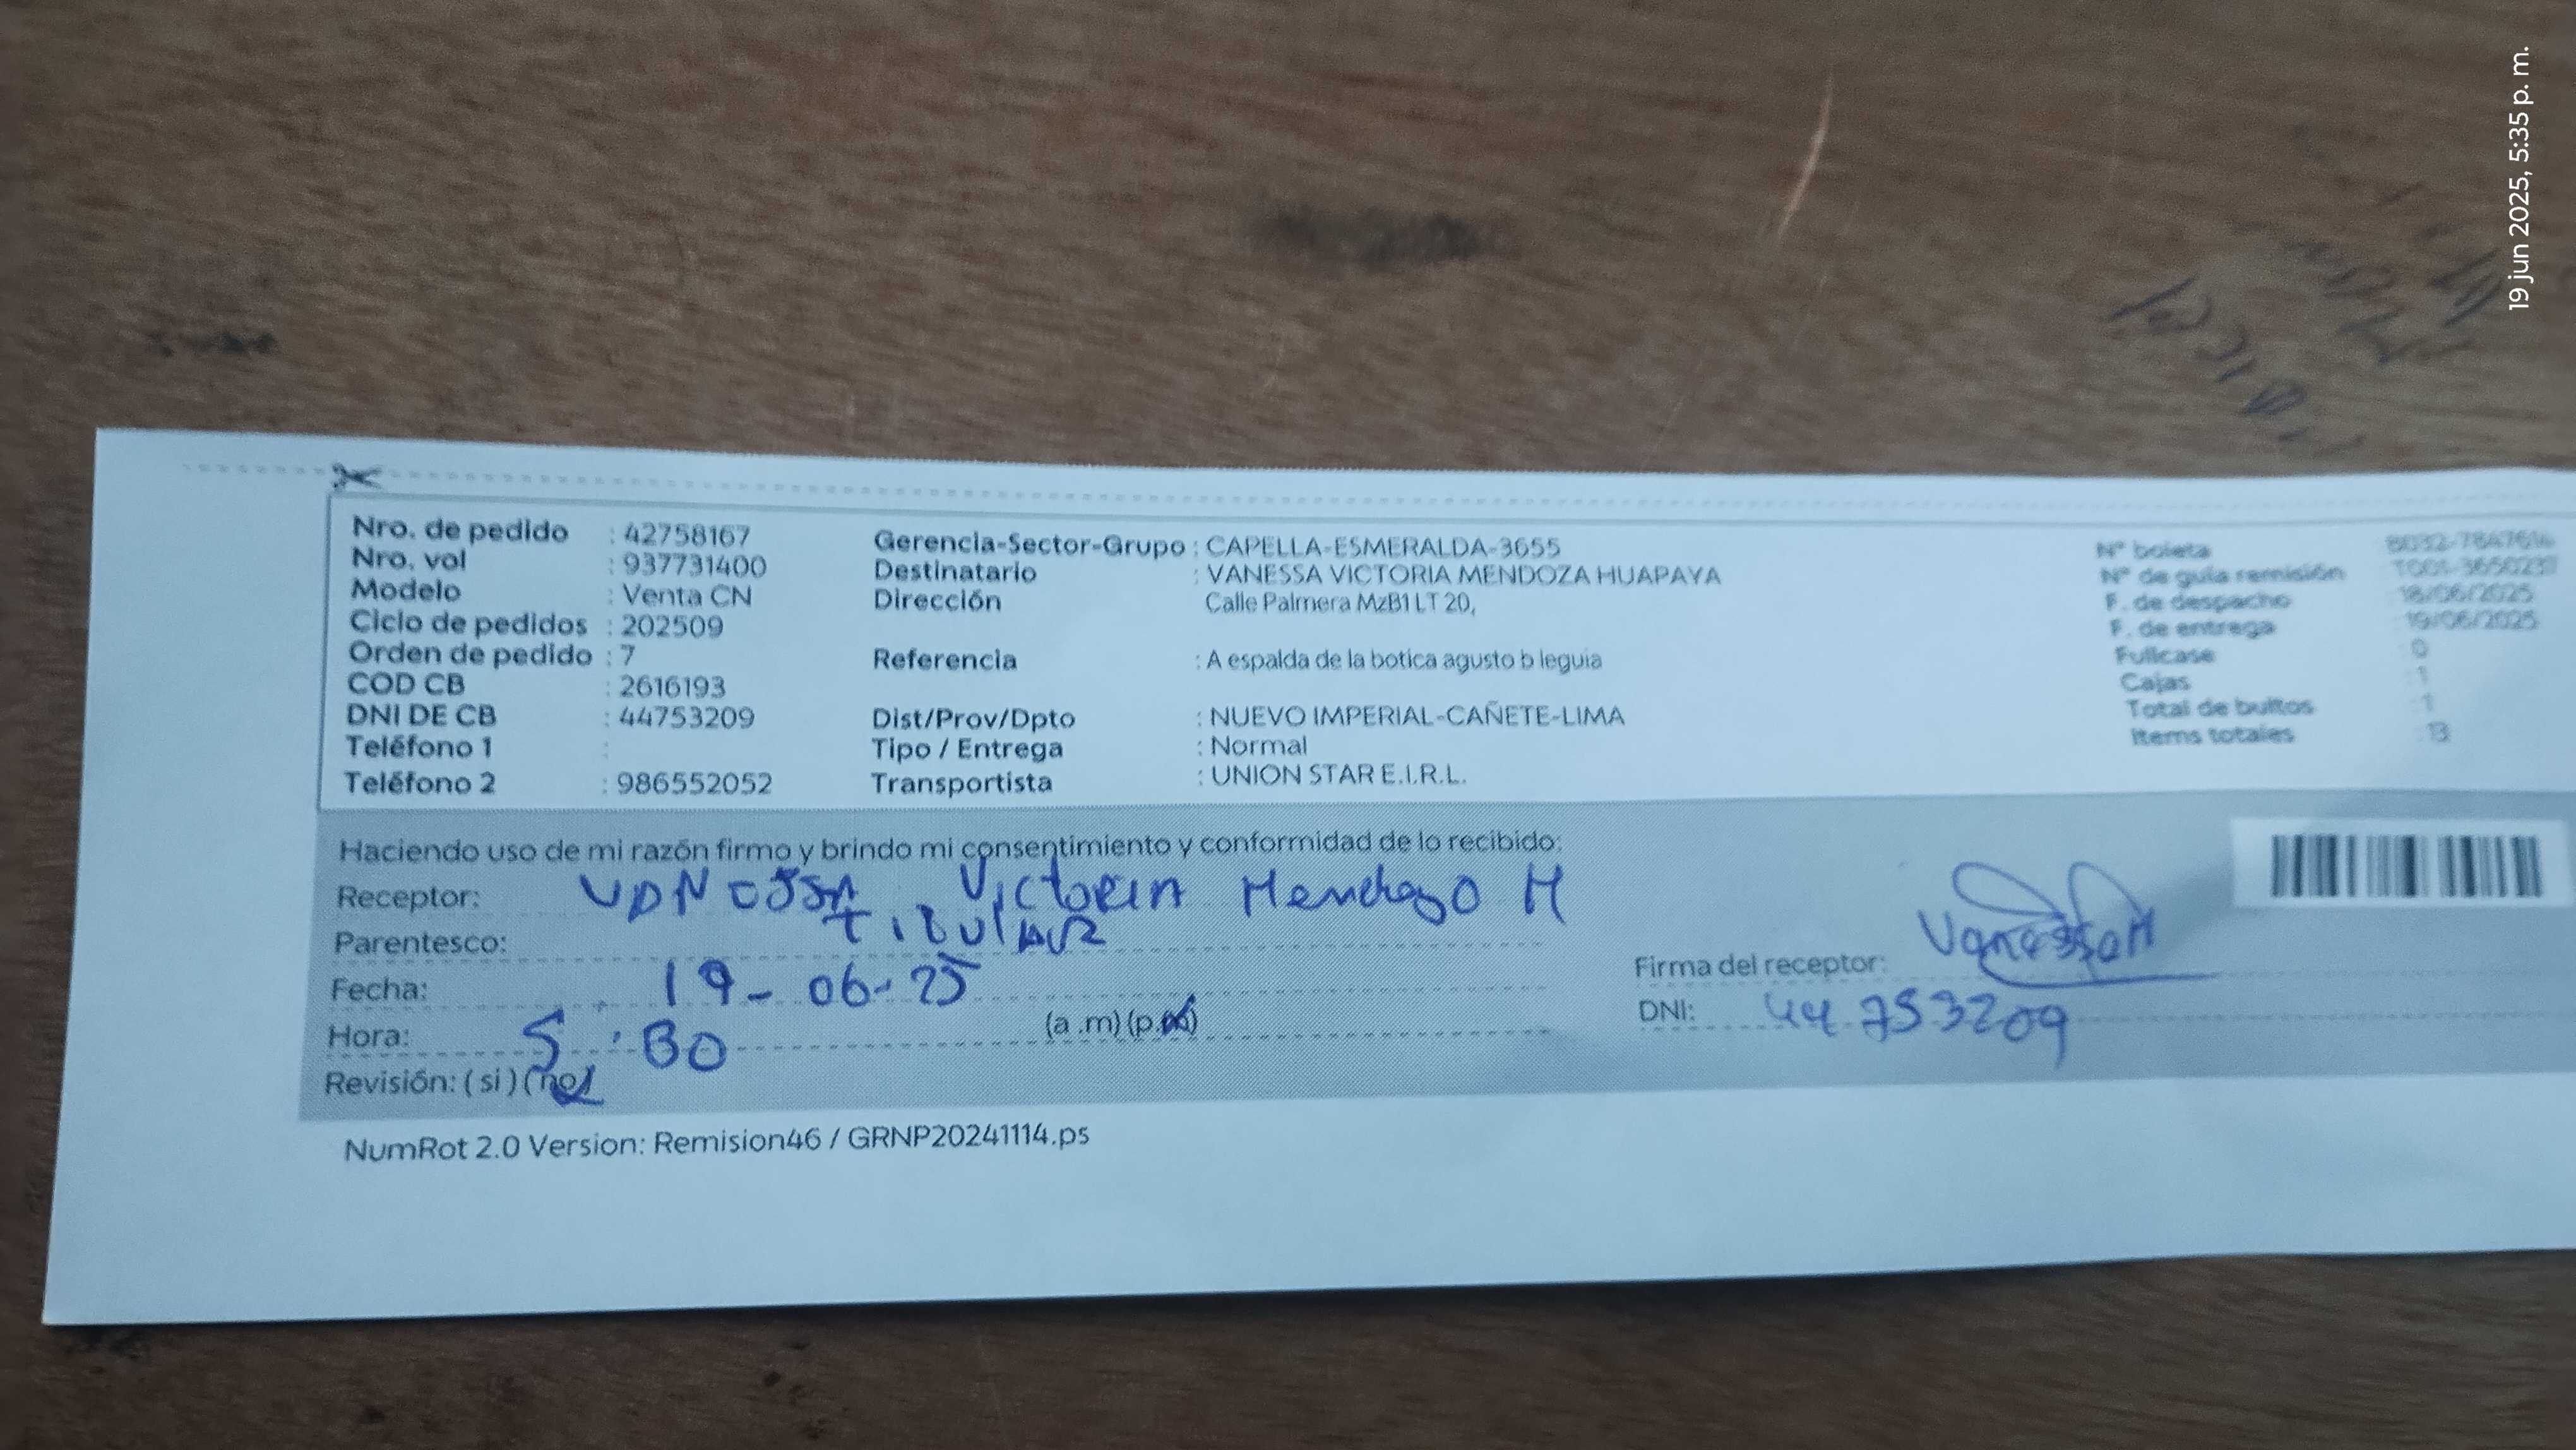 19 jun 2025, 5:35 p. m.
Nro. de pedido : 42758167
Nro. vol : 937731400
Modelo : Venta CN
Ciclo de pedidos : 202509
Orden de pedido : 7
COD CB : 2616193
DNI DE CB : 44753209
Teléfono 1 :
Teléfono 2 : 986552052
Gerencia-Sector-Grupo : CAPELLA-ESMERALDA-3655
Destinatario : VANESSA VICTORIA MENDOZA HUAPAYA
Dirección Calle Palmera MzB1 LT 20,
Referencia : A espalda de la botica agusto b leguia
Dist/Prov/Dpto : NUEVO IMPERIAL-CAÑETE-LIMA
Tipo / Entrega : Normal
Transportista : UNION STAR E.I.R.L.
N° boleta
N° de guía remisión
F. de despacho 18/06/2025
F. de entrega 19/06/2025
Fullcase 0
Cajas 1
Total de bultos 1
Items totales 13
Haciendo uso de mi razón firmo y brindo mi consentimiento y conformidad de lo recibido:
Receptor: Victoria Mendoza H
Parentesco: titular
Fecha: 19-06-25
Hora: 5:30 (a .m) (p.m)
Revisión: (si) (no)
Firma del receptor: Vanessa M
DNI: 44753209
NumRot 2.0 Version: Remision46 / GRNP20241114.ps